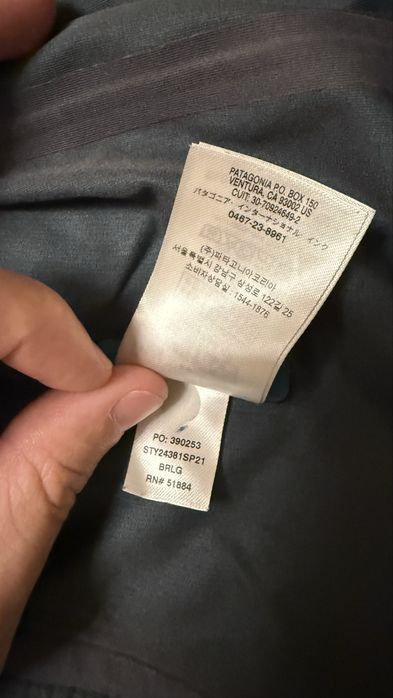 PATAGONIA P.O. BOX 150
VENTURA, CA 93002 US
CUIT: 30-70924649-2
パタゴニア・インターナショナル インク
0467-23-8961
(주)파타고니아코리아
서울특별시 강남구 삼성로 122길 25
소비자상담실 : 1544-1876
PO: 390253
STY24381SP21
BRLG
RN# 51884